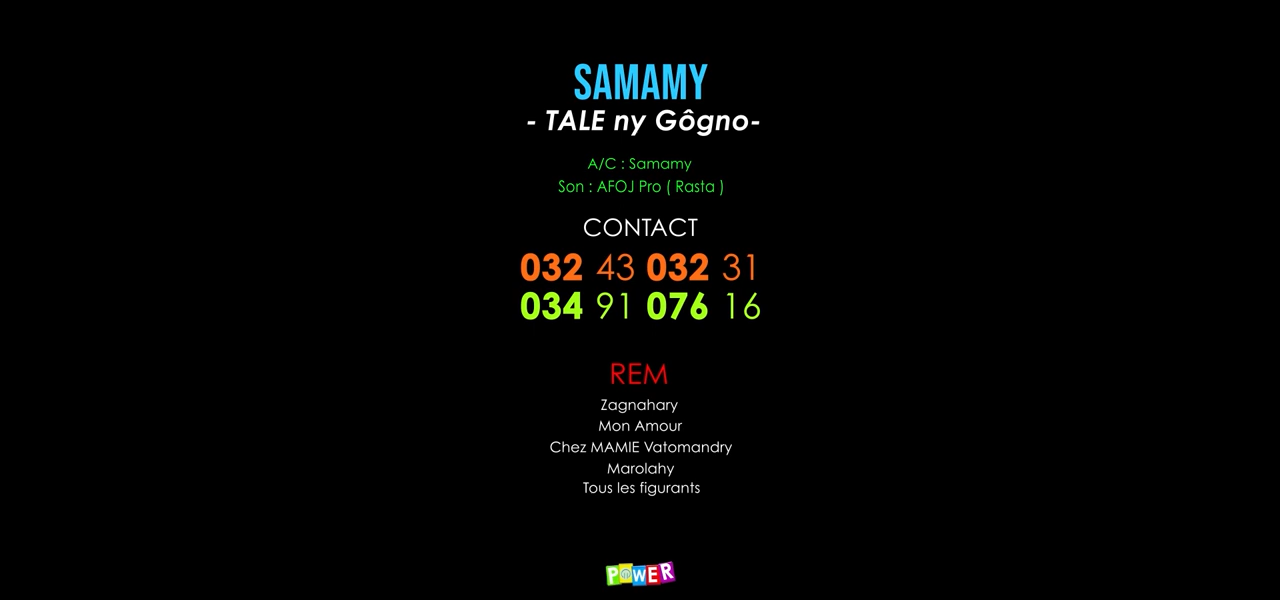 SAMAMY
- TALE ny Gôgno-
A/C : Samamy
Son : AFOJ Pro ( Rasta )
CONTACT
032 43 032 31
034 91 076 16
REM
Zagnahary
Mon Amour
Chez MAMIE Vatomandry
Marolahy
Tous les figurants
POWER